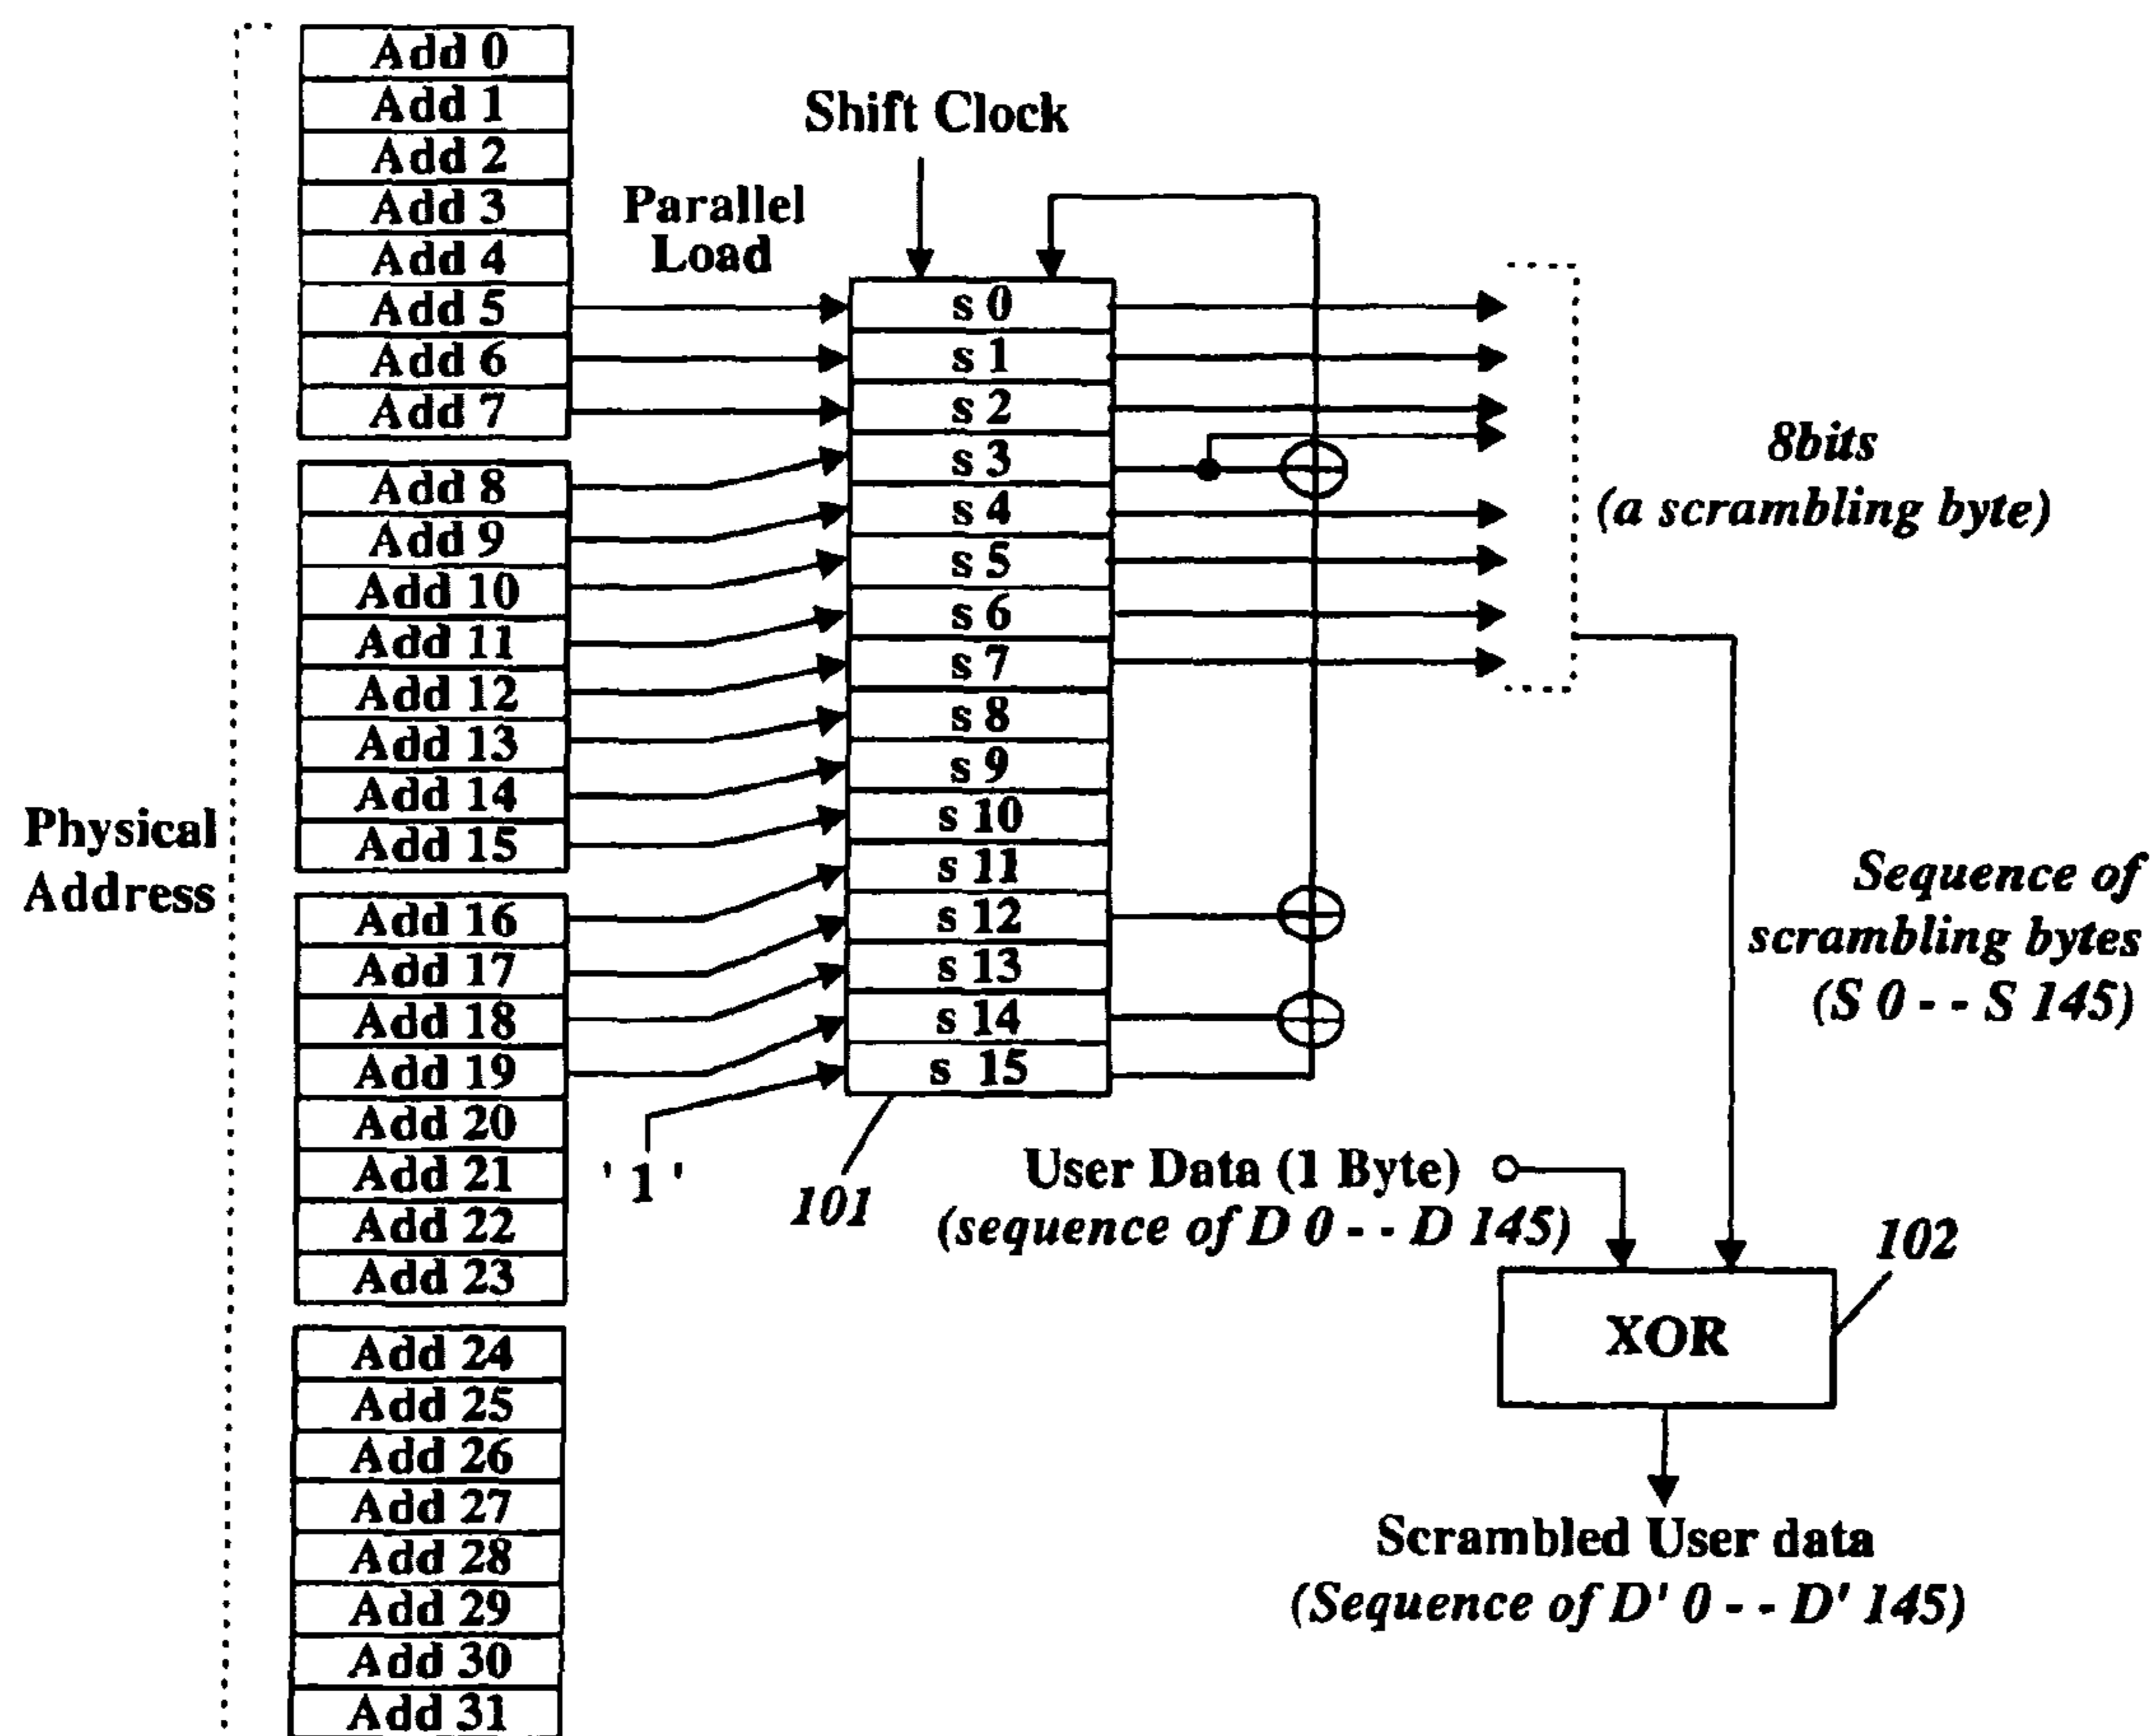 Physical
Address
Add 0
Add 1
Add 2
Add 3
Add 4
Add 5
Add 6
Add 7
Add 8
Add 9
Add 10
Add 11
Add 12
Add 13
Add 14
Add 15
Add 16
Add 17
Add 18
Add 19
Add 20
Add 21
Add 22
Add 23
Add 24
Add 25
Add 26
Add 27
Add 28
Add 29
Add 30
Add 31
Parallel
Load
Shift Clock
s 0
s 1
s 2
s 3
s 4
s 5
s 6
s 7
s 8
s 9
s 10
s 11
s 12
s 13
s 14
s 15
' 1 '
101
8bits
(a scrambling byte)
Sequence of
scrambling bytes
(S 0 - - S 145)
User Data (1 Byte)
(sequence of D 0 - - D 145)
102
XOR
Scrambled User data
(Sequence of D' 0 - - D' 145)